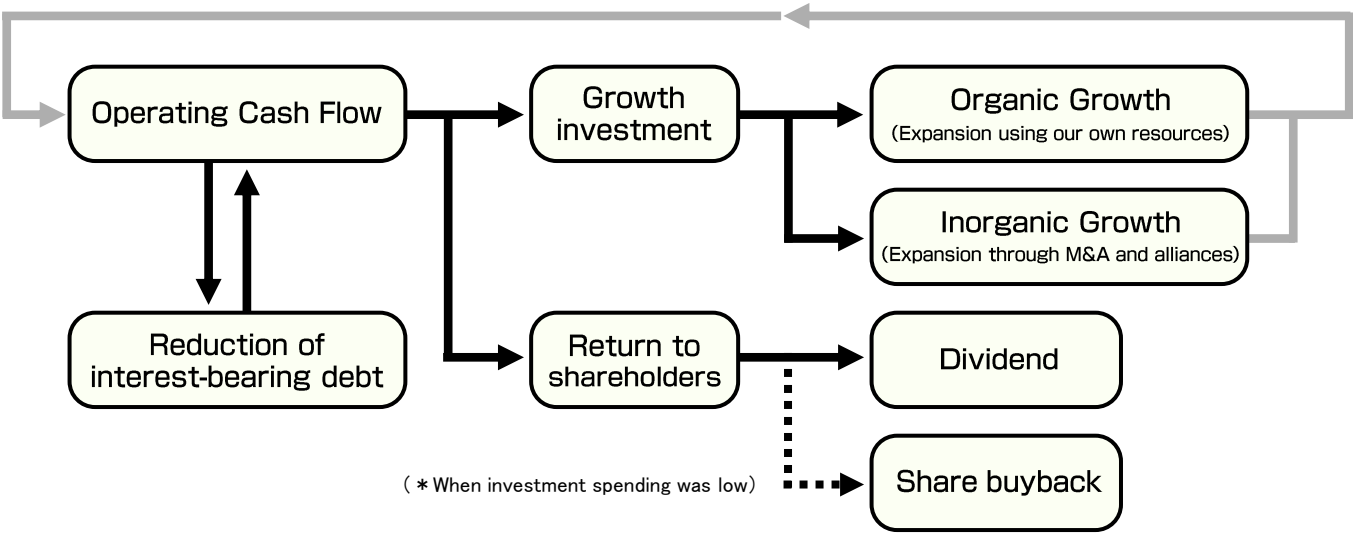 Operating Cash Flow
Growth
investment
Organic Growth
(Expansion using our own resources)
Inorganic Growth
(Expansion through M&A and alliances)
Reduction of
interest-bearing debt
Return to
shareholders
Dividend
(＊When investment spending was low)
Share buyback